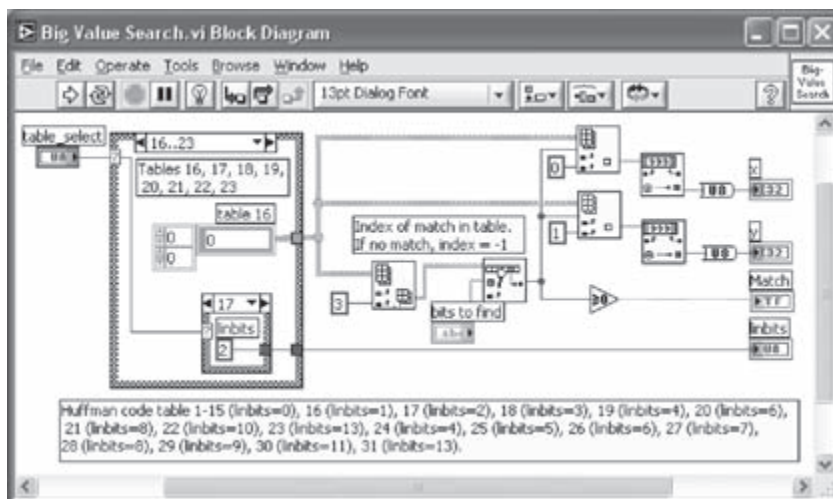 Big Value Search.vi Block Diagram
File Edit Operate Tools Browse Window Help
13pt Dialog Font
Big-
Value
Search
table_select
U8
16..23
Tables 16, 17, 18, 19,
20, 21, 22, 23
table 16
0
0
0
Index of match in table.
If no match, index = -1
0
1
3
bits to find
abc
17
linbits
2
x
U8
I32
y
U8
I32
Match
TF
linbits
U8
Huffman code table 1-15 (linbits=0), 16 (linbits=1), 17 (linbits=2), 18 (linbits=3), 19 (linbits=4), 20 (linbits=6),
21 (linbits=8), 22 (linbits=10), 23 (linbits=13), 24 (linbits=4), 25 (linbits=5), 26 (linbits=6), 27 (linbits=7),
28 (linbits=8), 29 (linbits=9), 30 (linbits=11), 31 (linbits=13).